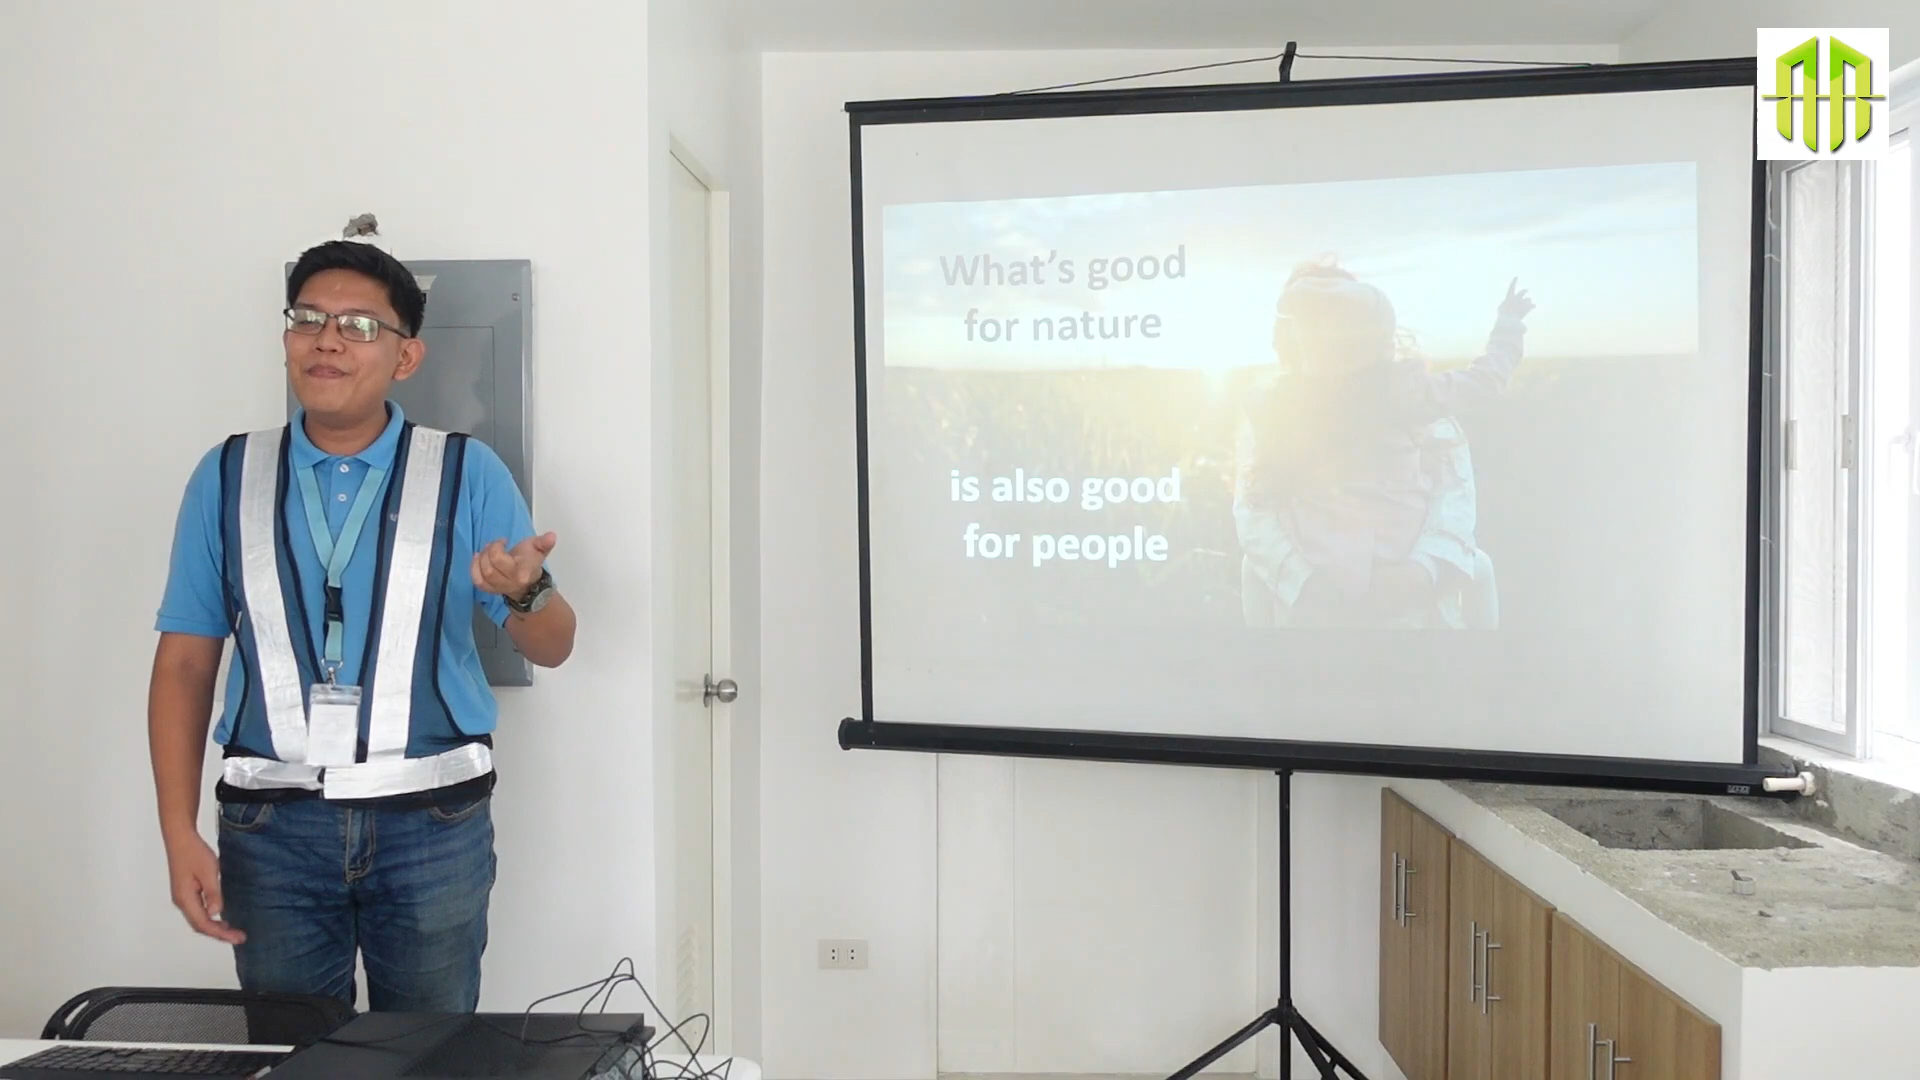 What's good
for nature
is also good
for people